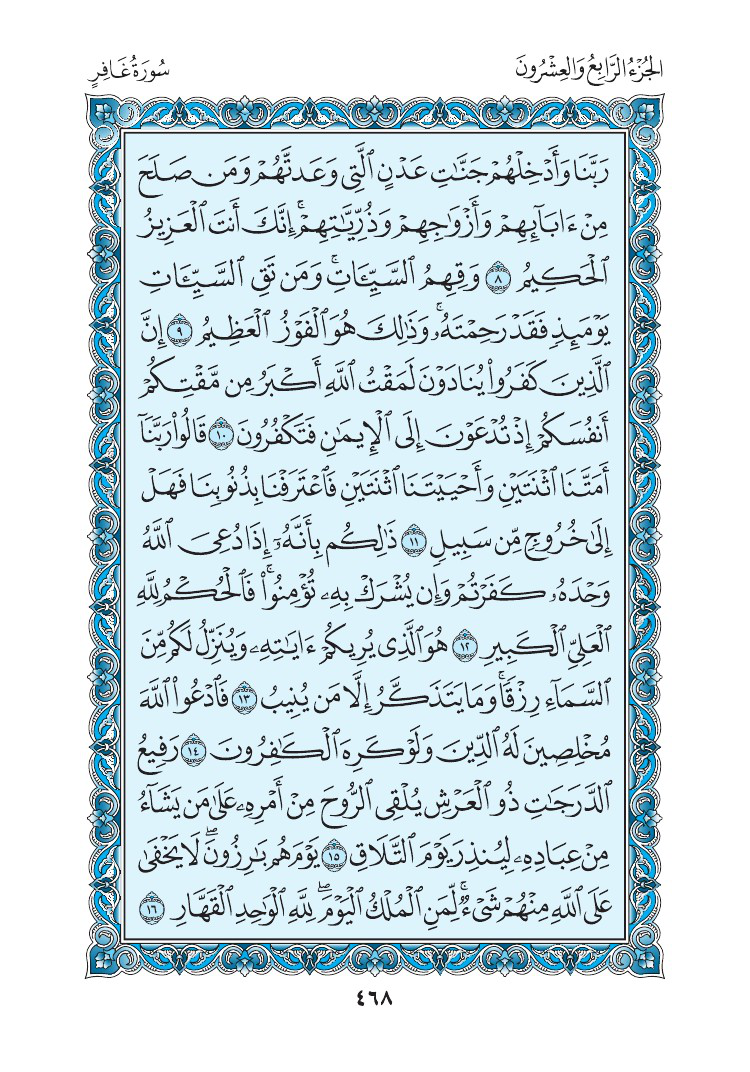 الجُزْءُ الرَّابِعُ وَالعِشْرُونَ
سُورَةُ غَافِرٍ
رَبَّنَا وَأَدْخِلْهُمْ جَنَّٰتِ عَدْنٍ ٱلَّتِى وَعَدتَّهُمْ وَمَن صَلَحَ
مِنْ ءَابَآئِهِمْ وَأَزْوَٰجِهِمْ وَذُرِّيَّٰتِهِمْ ۚ إِنَّكَ أَنتَ ٱلْعَزِيزُ
ٱلْحَكِيمُ ٨ وَقِهِمُ ٱلسَّيِّـَٔاتِ ۚ وَمَن تَقِ ٱلسَّيِّـَٔاتِ
يَوْمَئِذٍ فَقَدْ رَحِمْتَهُۥ ۚ وَذَٰلِكَ هُوَ ٱلْفَوْزُ ٱلْعَظِيمُ ٩ إِنَّ
ٱلَّذِينَ كَفَرُوا۟ يُنَادَوْنَ لَمَقْتُ ٱللَّهِ أَكْبَرُ مِن مَّقْتِكُمْ
أَنفُسَكُمْ إِذْ تُدْعَوْنَ إِلَى ٱلْإِيمَٰنِ فَتَكْفُرُونَ ١٠ قَالُوا۟ رَبَّنَآ
أَمَتَّنَا ٱثْنَتَيْنِ وَأَحْيَيْتَنَا ٱثْنَتَيْنِ فَٱعْتَرَفْنَا بِذُنُوبِنَا فَهَلْ
إِلَىٰ خُرُوجٍ مِّن سَبِيلٍ ١١ ذَٰلِكُم بِأَنَّهُۥٓ إِذَا دُعِىَ ٱللَّهُ
وَحْدَهُۥ كَفَرْتُمْ وَإِن يُشْرَكْ بِهِۦ تُؤْمِنُوا۟ ۚ فَٱلْحُكْمُ لِلَّهِ
ٱلْعَلِىِّ ٱلْكَبِيرِ ١٢ هُوَ ٱلَّذِى يُرِيكُمْ ءَايَٰتِهِۦ وَيُنَزِّلُ لَكُم مِّنَ
ٱلسَّمَآءِ رِزْقًا ۚ وَمَا يَتَذَكَّرُ إِلَّا مَن يُنِيبُ ١٣ فَٱدْعُوا۟ ٱللَّهَ
مُخْلِصِينَ لَهُ ٱلدِّينَ وَلَوْ كَرِهَ ٱلْكَٰفِرُونَ ١٤ رَفِيعُ
ٱلدَّرَجَٰتِ ذُو ٱلْعَرْشِ يُلْقِى ٱلرُّوحَ مِنْ أَمْرِهِۦ عَلَىٰ مَن يَشَآءُ
مِنْ عِبَادِهِۦ لِيُنذِرَ يَوْمَ ٱلتَّلَاقِ ١٥ يَوْمَ هُم بَٰرِزُونَ ۖ لَا يَخْفَىٰ
عَلَى ٱللَّهِ مِنْهُمْ شَىْءٌ ۚ لِّمَنِ ٱلْمُلْكُ ٱلْيَوْمَ ۖ لِلَّهِ ٱلْوَٰحِدِ ٱلْقَهَّارِ ١٦
٤٦٨